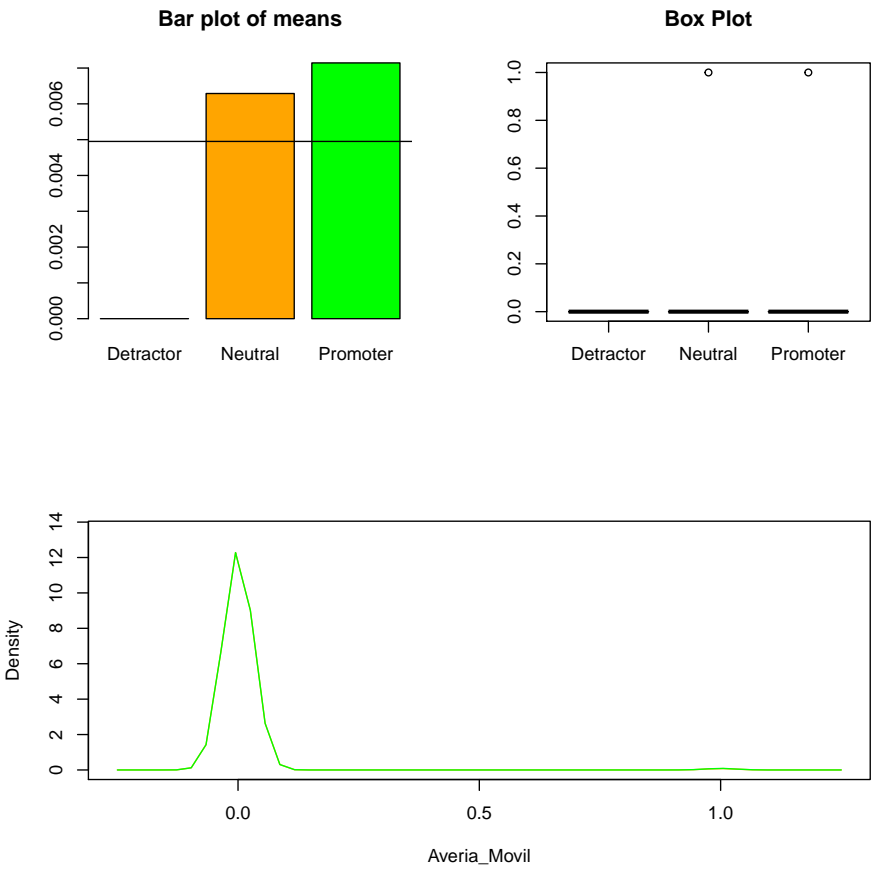 Bar plot of means
0.006
0.004
0.002
0.000
Detractor Neutral Promoter
Box Plot
1.0
0.8
0.6
0.4
0.2
0.0
Detractor Neutral Promoter
Density
14
12
10
8
6
4
2
0
0.0 0.5 1.0
Averia_Movil